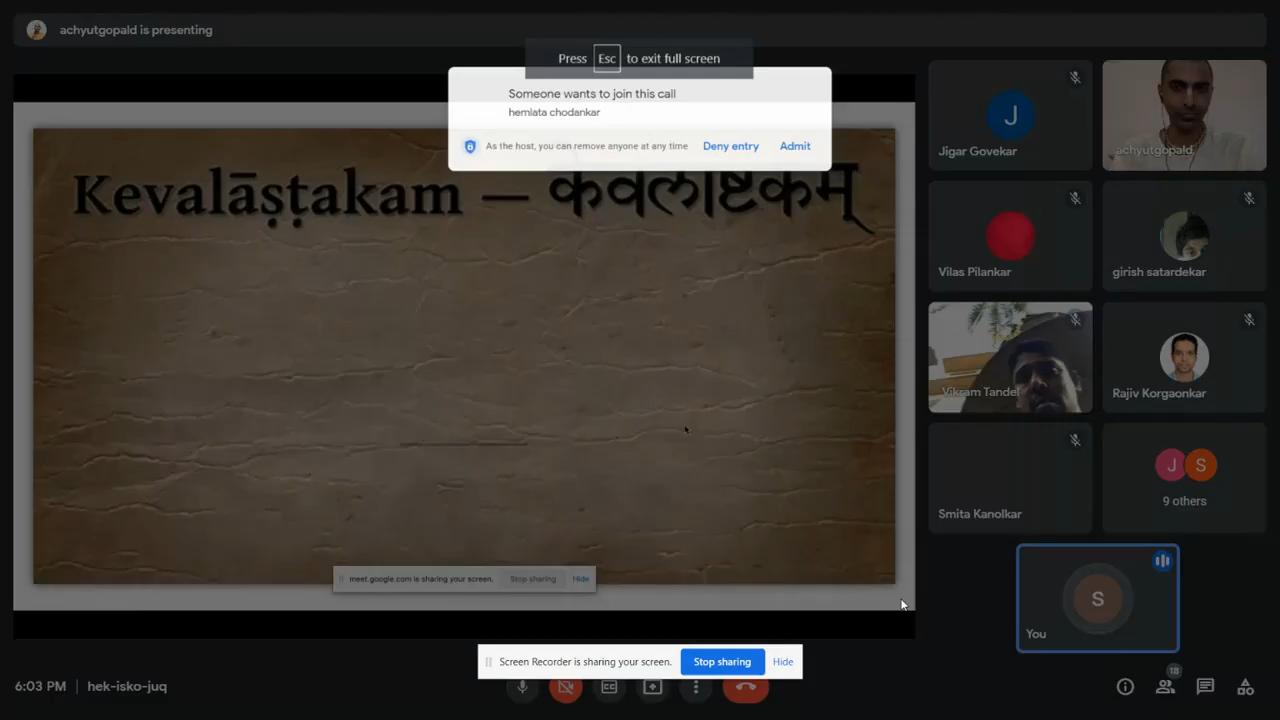 achyutgopald is presenting
Press Esc to exit full screen
Someone wants to join this call
hemlata chodankar
As the host, you can remove anyone at any time
Deny entry
Admit
Kevalāṣṭakam — केवलाष्टकम्
J
Jigar Govekar
achyutgopald
Vilas Pilankar
girish satardekar
Vikram Tandel
Rajiv Korgaonkar
Smita Kanolkar
J
S
9 others
S
You
meet.google.com is sharing your screen.
Stop sharing
Hide
Screen Recorder is sharing your screen.
Stop sharing
Hide
6:03 PM | hek-isko-juq
CC
18